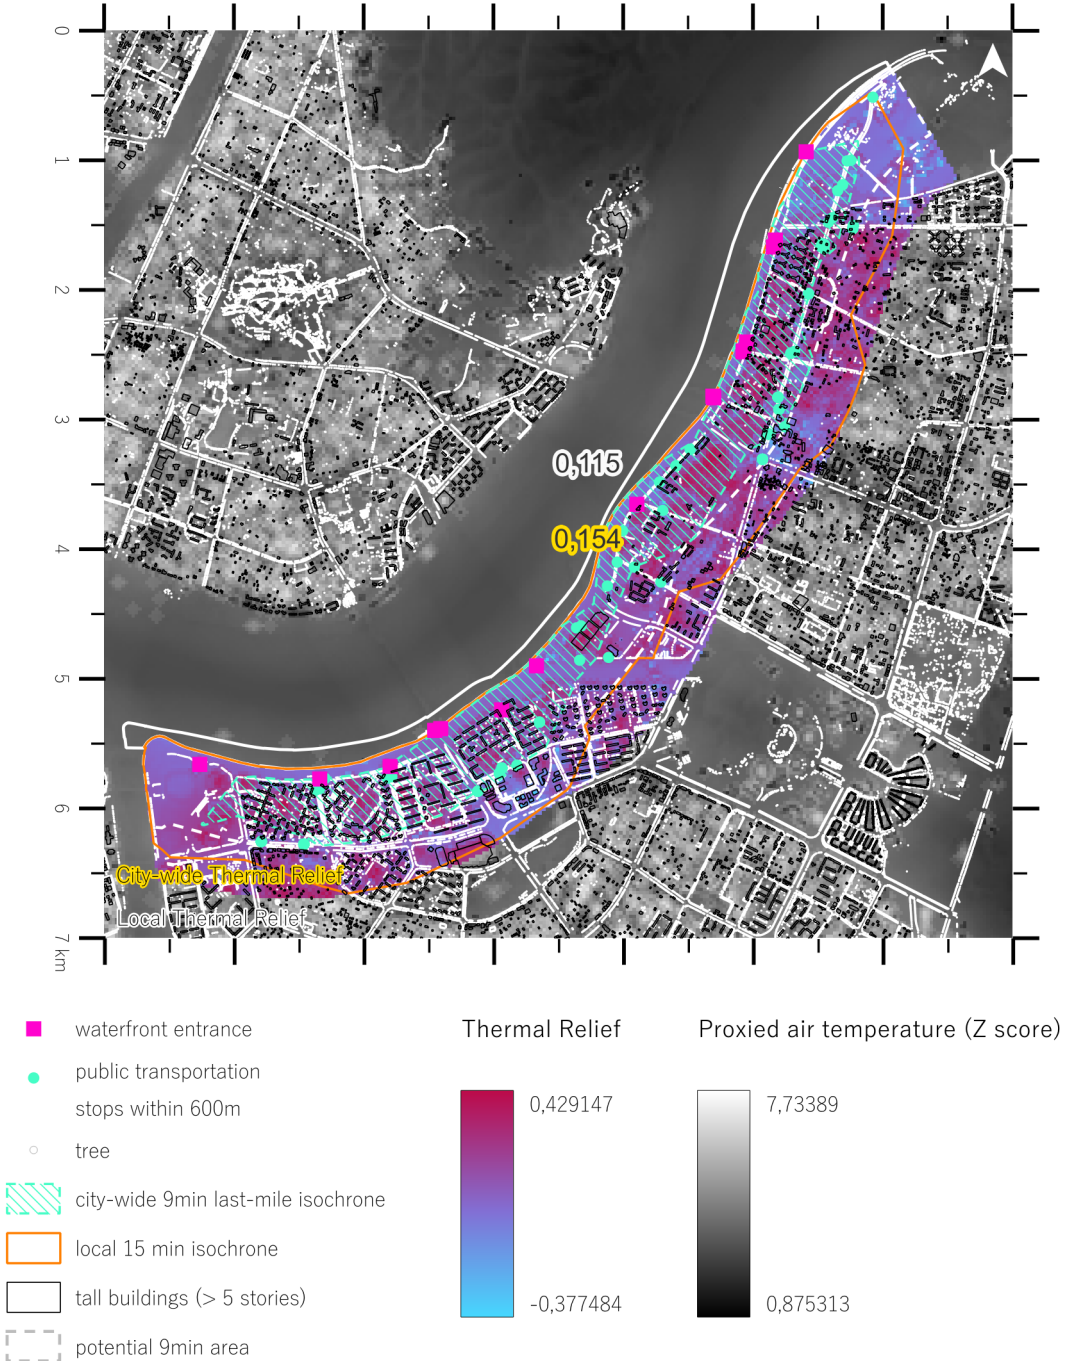 0
1
2
3
4
5
6
7 km
0,115
0,154
City-wide Thermal Relief
Local Thermal Relief
waterfront entrance
public transportation
stops within 600m
tree
city-wide 9min last-mile isochrone
local 15 min isochrone
tall buildings (> 5 stories)
potential 9min area
Thermal Relief
0,429147
-0,377484
Proxied air temperature (Z score)
7,73389
0,875313